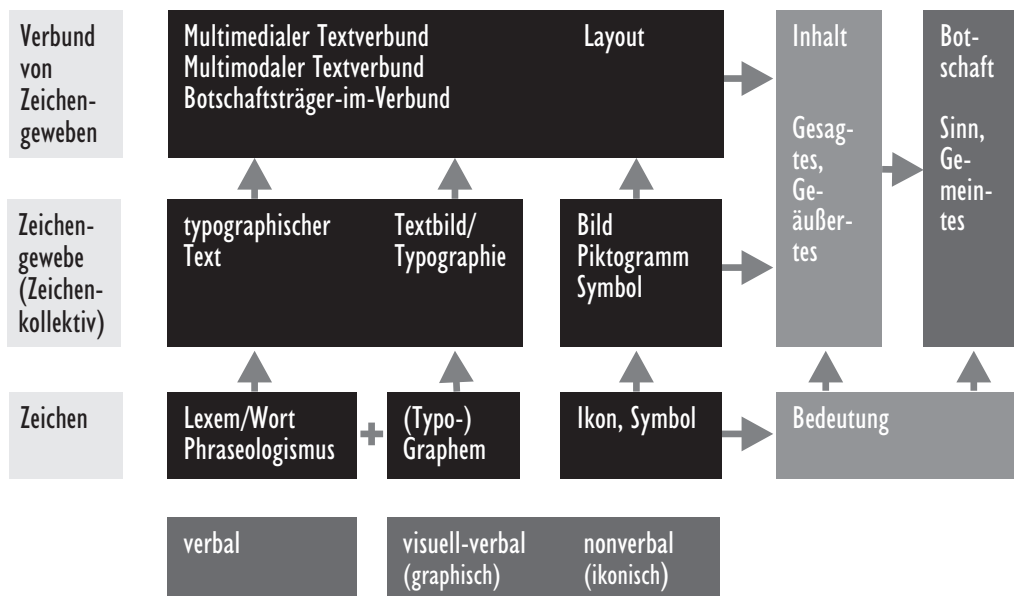 Verbund
von
Zeichen-
geweben
Multimedialer Textverbund
Multimodaler Textverbund
Botschaftsträger-im-Verbund
Layout
Inhalt
Gesag-
tes,
Ge-
äußer-
tes
Bot-
schaft
Sinn,
Ge-
mein-
tes
Zeichen-
gewebe
(Zeichen-
kollektiv)
typographischer
Text
Textbild/
Typographie
Bild
Piktogramm
Symbol
Zeichen
Lexem/Wort
Phraseologismus
+
(Typo-)
Graphem
Ikon, Symbol
Bedeutung
verbal
visuell-verbal
(graphisch)
nonverbal
(ikonisch)